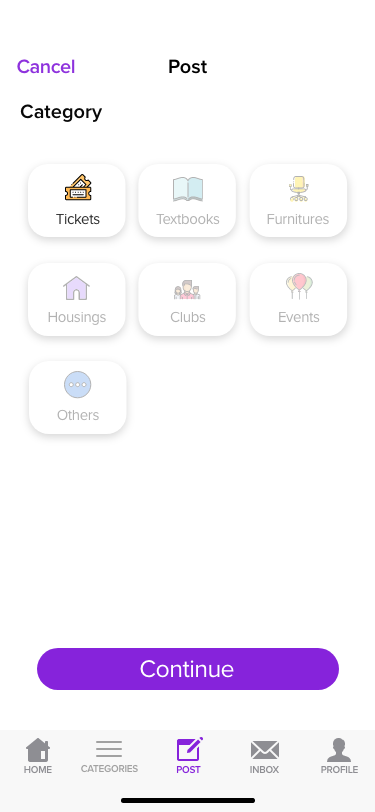 Cancel Post
Category
Tickets Textbooks Furnitures
Housings Clubs Events
Others
Continue
HOME CATEGORIES POST INBOX PROFILE